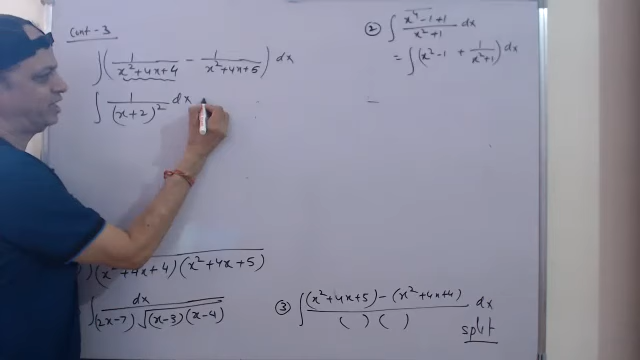 Cont-3
∫ ( 1/(x²+4x+4) - 1/(x²+4x+5) ) dx
∫ 1/(x+2)² dx
) (x²+4x+4) (x²+4x+5)
∫ dx / (2x-7)√(x-3)(x-4)
② ∫ (x⁴-1+1)/(x²+1) dx
= ∫ (x²-1 + 1/(x²+1)) dx
③ ∫ ((x²+4x+5) - (x²+4x+4)) / ( ) ( ) dx
split